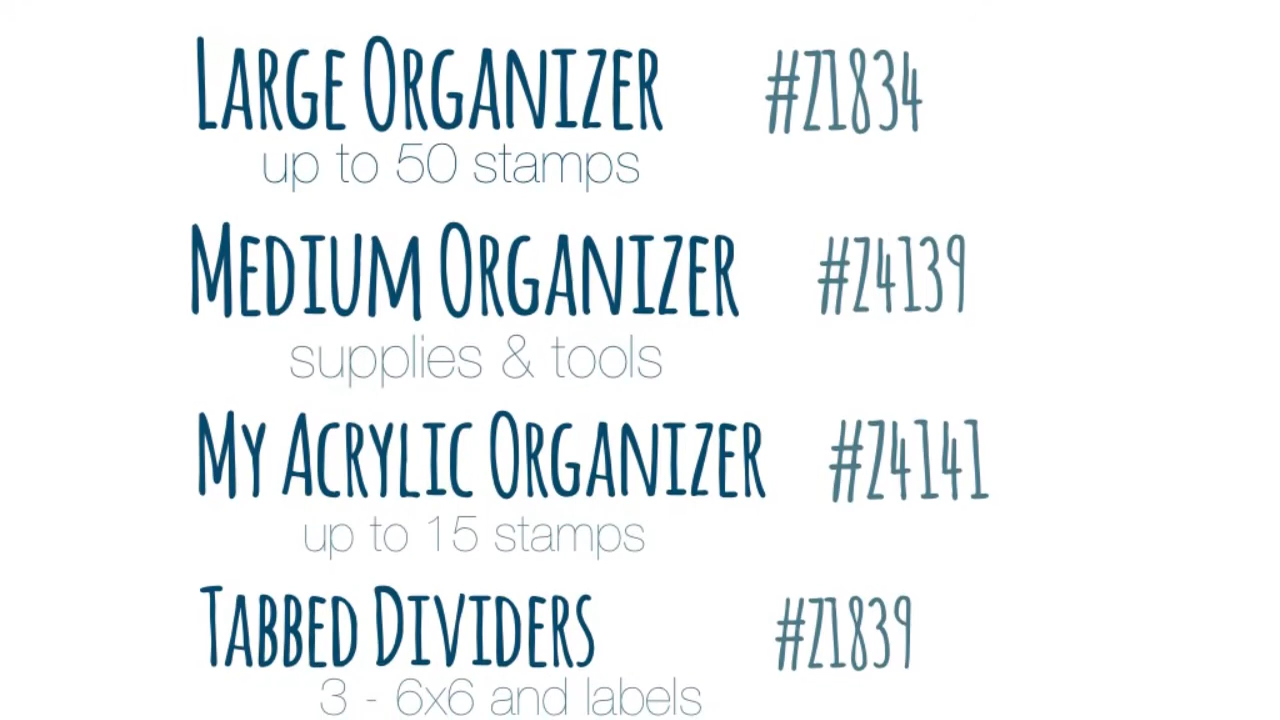 LARGE ORGANIZER #Z1834
up to 50 stamps
MEDIUM ORGANIZER #Z4139
supplies & tools
MY ACRYLIC ORGANIZER #Z4141
up to 15 stamps
TABBED DIVIDERS #Z1839
3 - 6x6 and labels